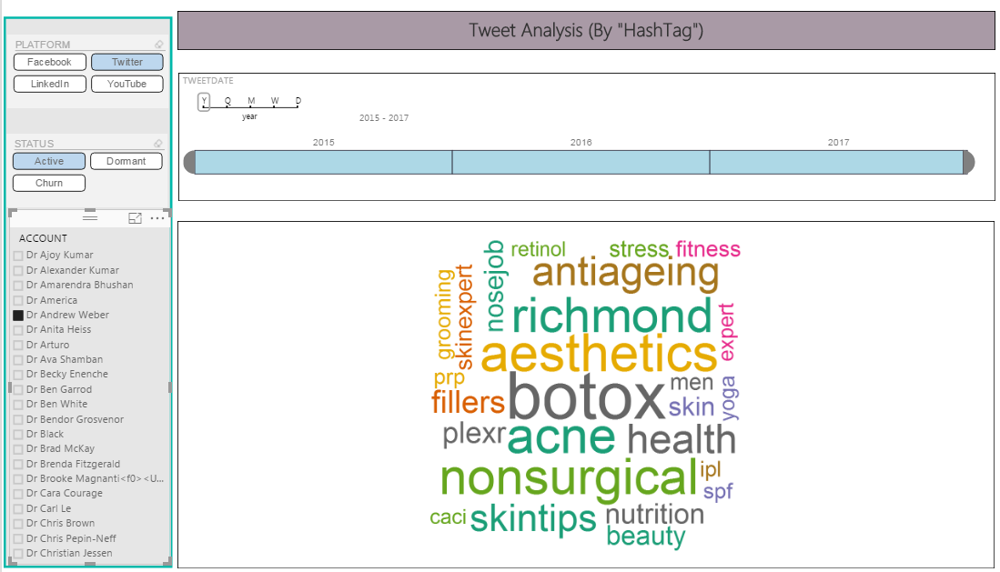 Tweet Analysis (By "HashTag")
PLATFORM
Facebook Twitter
LinkedIn YouTube
STATUS
Active Dormant
Churn
ACCOUNT
Dr Ajoy Kumar
Dr Alexander Kumar
Dr Amarendra Bhushan
Dr America
Dr Andrew Weber
Dr Anita Heiss
Dr Arturo
Dr Ava Shamban
Dr Becky Enenche
Dr Ben Garrod
Dr Ben White
Dr Bendor Grosvenor
Dr Black
Dr Brad McKay
Dr Brenda Fitzgerald
Dr Brooke Magnanti<f0> <U...
Dr Cara Courage
Dr Carl Le
Dr Chris Brown
Dr Chris Pepin-Neff
Dr Christian Jessen
TWEETDATE
Y Q M W D
year
2015 - 2017
2015 2016 2017
nosejob
retinol
stress
fitness
antiageing
grooming
skinexpert
richmond
expert
aesthetics
prp
botox
men
yoga
fillers
skin
plexr
acne
health
nonsurgical
ipl
spf
caci
skintips
nutrition
beauty